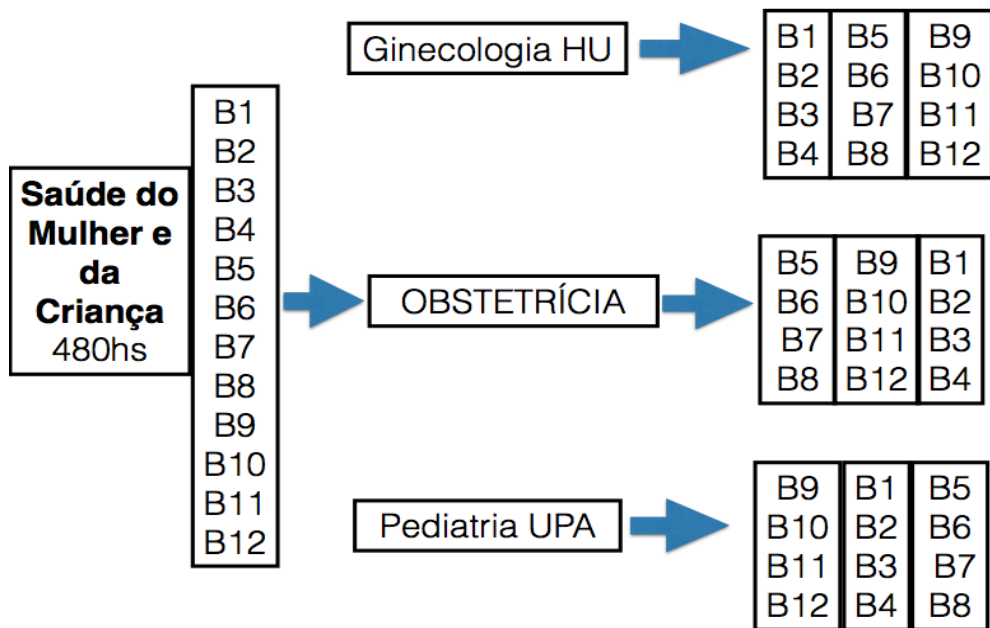 Saúde do
Mulher e
da
Criança
480hs
B1
B2
B3
B4
B5
B6
B7
B8
B9
B10
B11
B12
Ginecologia HU
B1 B5 B9
B2 B6 B10
B3 B7 B11
B4 B8 B12
OBSTETRÍCIA
B5 B9 B1
B6 B10 B2
B7 B11 B3
B8 B12 B4
Pediatria UPA
B9 B1 B5
B10 B2 B6
B11 B3 B7
B12 B4 B8